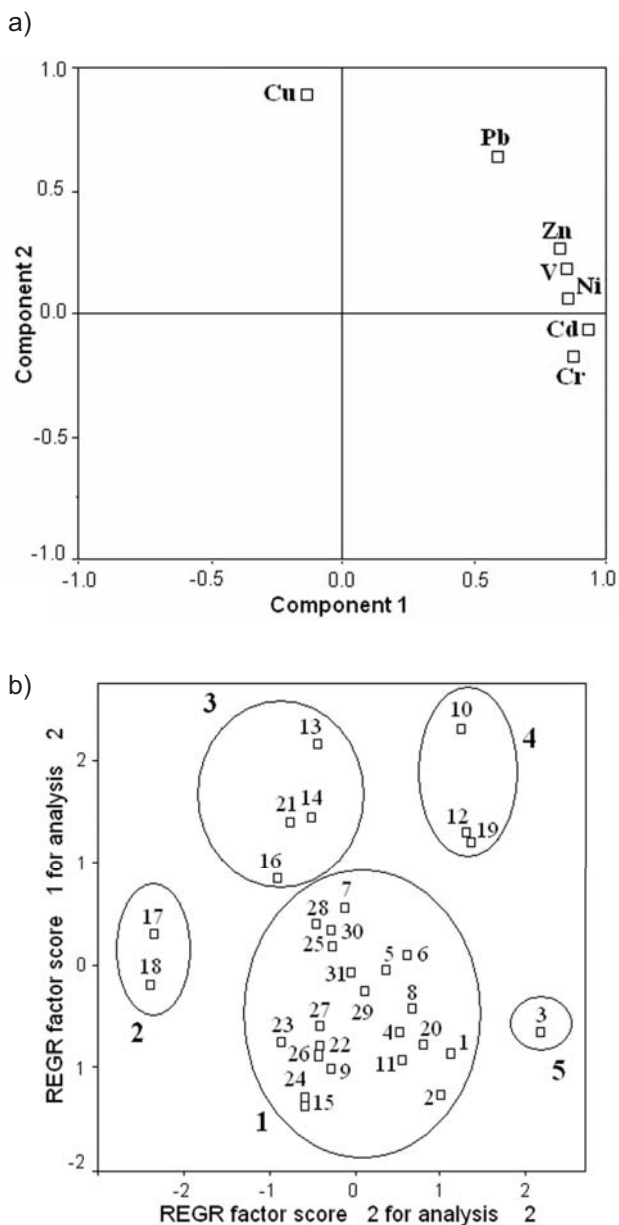 a)
1.0
Cu
Pb
0.5
Zn
V
Ni
0.0
Cd
Cr
-0.5
-1.0
-1.0 -0.5 0.0 0.5 1.0
Component 2
Component 1
b)
3
13
10
4
2
21 14
12 19
16
1
7
28
30
17
25
5 6
0
31
18
29
8
3
27
23
4 20 1
2
22
26
9
11
5
1
24
2
15
1
-2
-2 -1 0 1 2
REGR factor score 1 for analysis 2
REGR factor score 2 for analysis 2